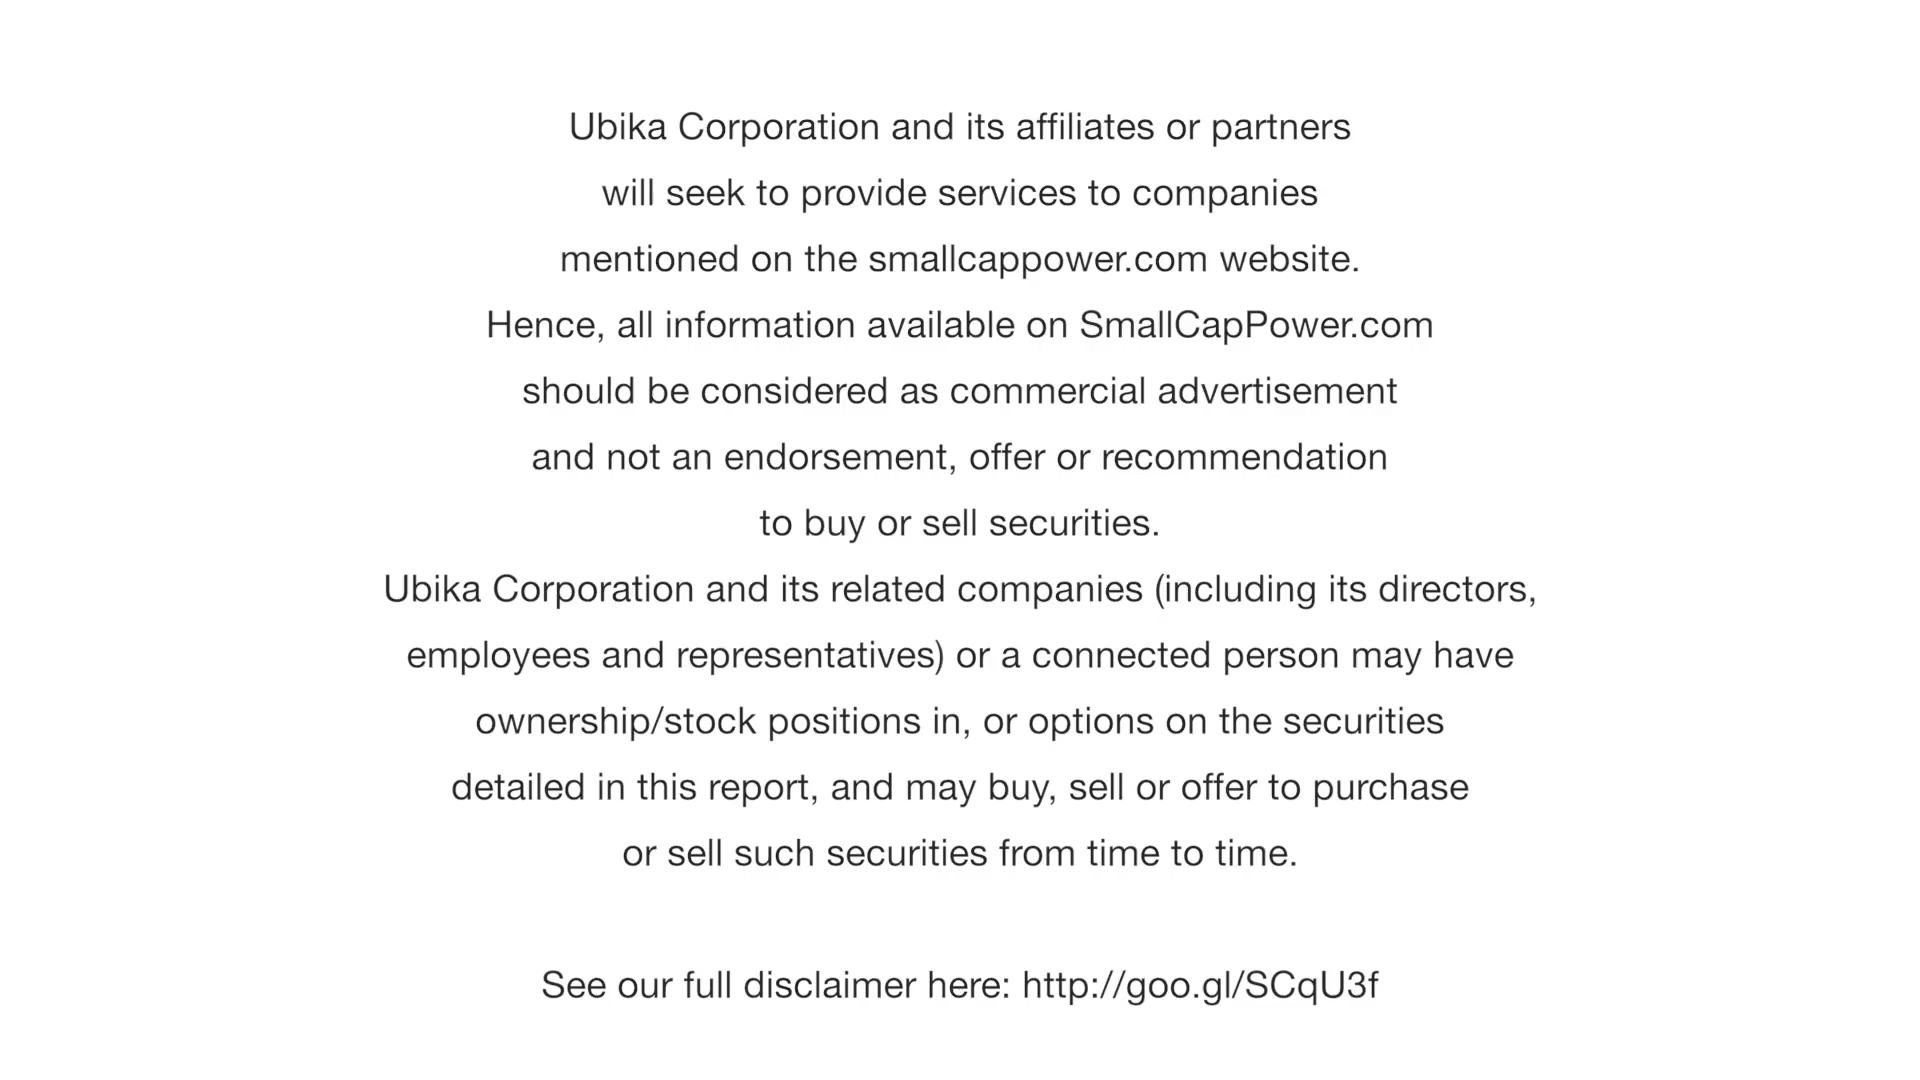 Ubika Corporation and its affiliates or partners
will seek to provide services to companies
mentioned on the smallcappower.com website.
Hence, all information available on SmallCapPower.com
should be considered as commercial advertisement
and not an endorsement, offer or recommendation
to buy or sell securities.
Ubika Corporation and its related companies (including its directors,
employees and representatives) or a connected person may have
ownership/stock positions in, or options on the securities
detailed in this report, and may buy, sell or offer to purchase
or sell such securities from time to time.
See our full disclaimer here: http://goo.gl/SCqU3f